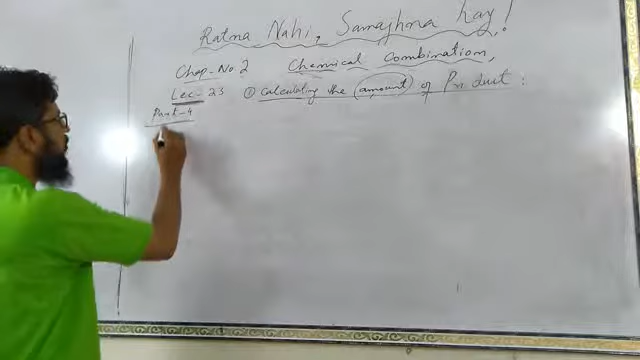 Ratna Nahi, Samajhna hay!
Chap. No. 2 Chemical Combination,
Lec - 23 ① Calculating the amount of Product :
Part - 4